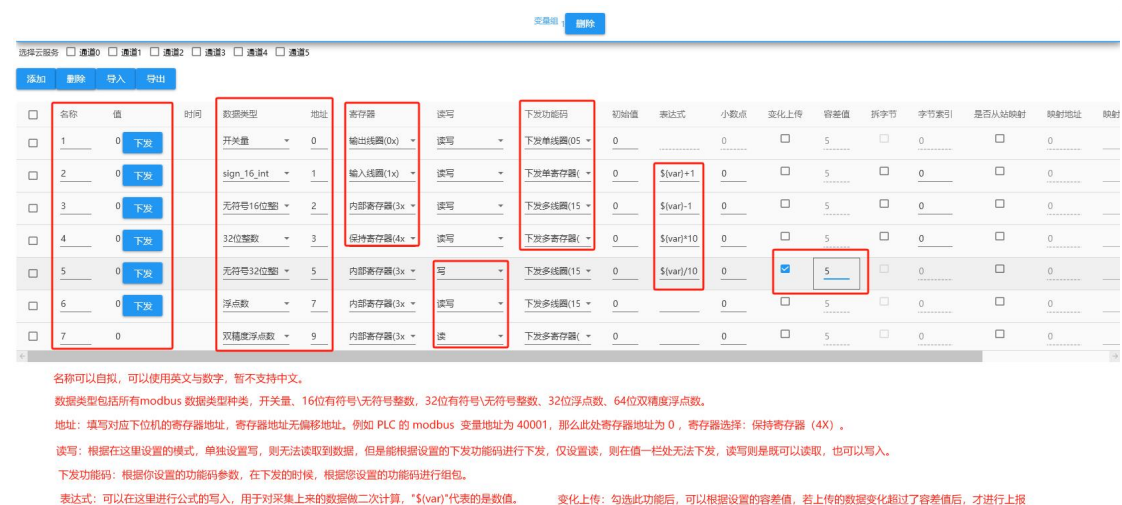 变量组 1 删除
选择云服务 通道0 通道1 通道2 通道3 通道4 通道5
添加 删除 导入 导出
名称 值 时间 数据类型 地址 寄存器 读写 下发功能码 初始值 表达式 小数点 变化上传 容差值 拆字节 字节索引 是否从站映射 映射地址 映射
1 0 下发 开关量 0 输出线圈(0x) 读写 下发单线圈(05 0 0 5 0 0
2 0 下发 sign_16_int 1 输入线圈(1x) 读写 下发单寄存器( 0 ${var}+1 0 5 0 0
3 0 下发 无符号16位整 2 内部寄存器(3x 读写 下发多线圈(15 0 ${var}-1 0 5 0 0
4 0 下发 32位整数 3 保持寄存器(4x 读写 下发多寄存器( 0 ${var}*10 0 5 0 0
5 0 下发 无符号32位整 5 内部寄存器(3x 写 下发多线圈(15 0 ${var}/10 0 5 0 0
6 0 下发 浮点数 7 内部寄存器(3x 读写 下发多线圈(15 0 0 5 0 0
7 0 双精度浮点数 9 内部寄存器(3x 读 下发多寄存器( 0 0 5 0 0
名称可以自拟，可以使用英文与数字，暂不支持中文。
数据类型包括所有modbus 数据类型种类，开关量、16位有符号\无符号整数，32位有符号\无符号整数、32位浮点数、64位双精度浮点数。
地址：填写对应下位机的寄存器地址，寄存器地址无偏移地址。例如 PLC 的 modbus 变量地址为 40001，那么此处寄存器地址为 0 ，寄存器选择：保持寄存器（4X）。
读写：根据在这里设置的模式，单独设置写，则无法读取到数据，但是能根据设置的下发功能码进行下发，仅设置读，则在值一栏处无法下发，读写则是既可以读取，也可以写入。
下发功能码：根据你设置的功能码参数，在下发的时候，根据您设置的功能码进行组包。
表达式：可以在这里进行公式的写入，用于对采集上来的数据做二次计算，"${var}"代表的是数值。 变化上传：勾选此功能后，可以根据设置的容差值，若上传的数据变化超过了容差值后，才进行上报